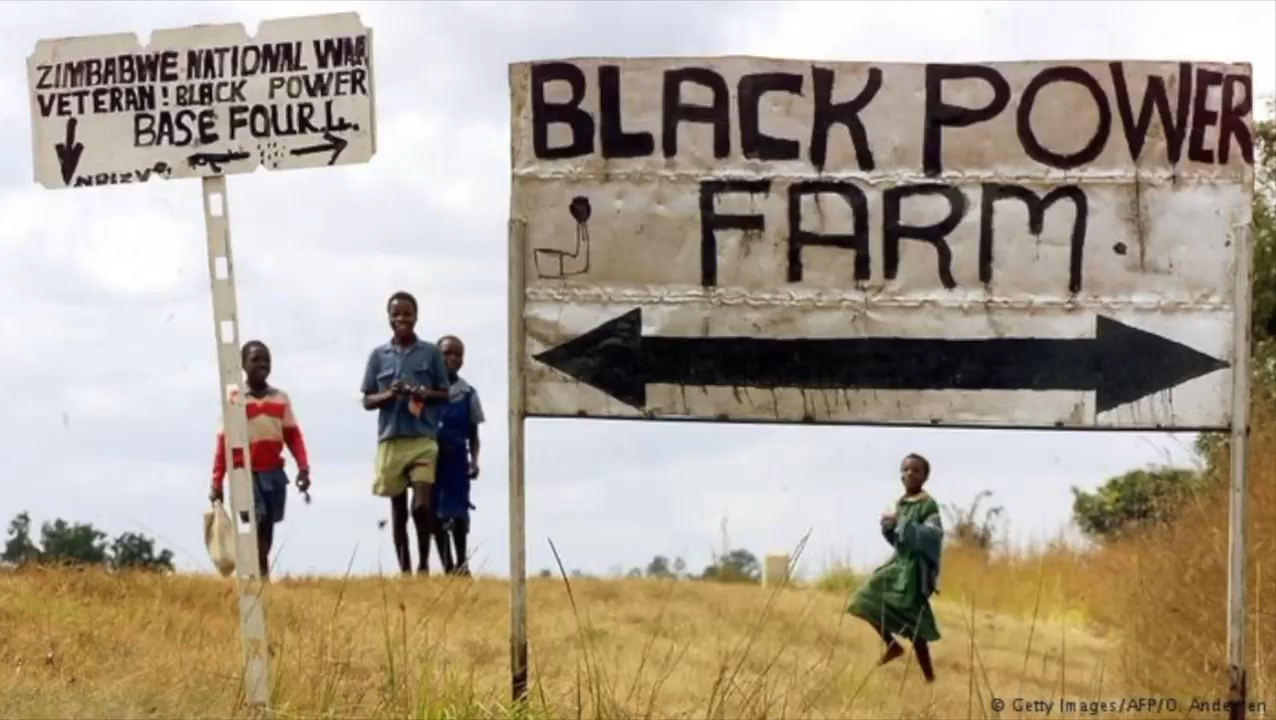 ZIMBABWE NATIONAL WAR
VETERAN! BLACK POWER
BASE FOUR L.
BLACK POWER
FARM.
© Getty Images/AFP/O. Andersen